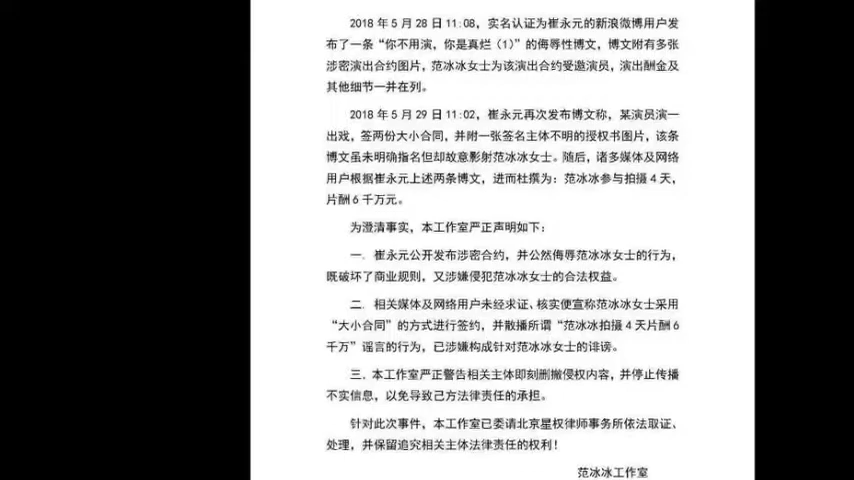 2018 年 5 月 28 日 11:08，实名认证为崔永元的新浪微博用户发
布了一条“你不用演，你是真烂（1）”的侮辱性博文，博文附有多张
涉密演出合约图片，范冰冰女士为该演出合约受邀演员，演出酬金及
其他细节一并在列。
2018 年 5 月 29 日 11:02，崔永元再次发布博文称，某演员演一
出戏，签两份大小合同，并附一张签名主体不明的授权书图片，该条
博文虽未明确指名但却故意影射范冰冰女士。随后，诸多媒体及网络
用户根据崔永元上述两条博文，进而杜撰为：范冰冰参与拍摄 4 天，
片酬 6 千万元。
为澄清事实，本工作室严正声明如下：
一. 崔永元公开发布涉密合约，并公然侮辱范冰冰女士的行为，
既破坏了商业规则，又涉嫌侵犯范冰冰女士的合法权益。
二. 相关媒体及网络用户未经求证、核实便宣称范冰冰女士采用
“大小合同”的方式进行签约，并散播所谓“范冰冰拍摄 4 天片酬 6
千万”谣言的行为，已涉嫌构成针对范冰冰女士的诽谤。
三. 本工作室严正警告相关主体即刻删撤侵权内容，并停止传播
不实信息，以免导致己方法律责任的承担。
针对此次事件，本工作室已委请北京星权律师事务所依法取证、
处理，并保留追究相关主体法律责任的权利！
范冰冰工作室